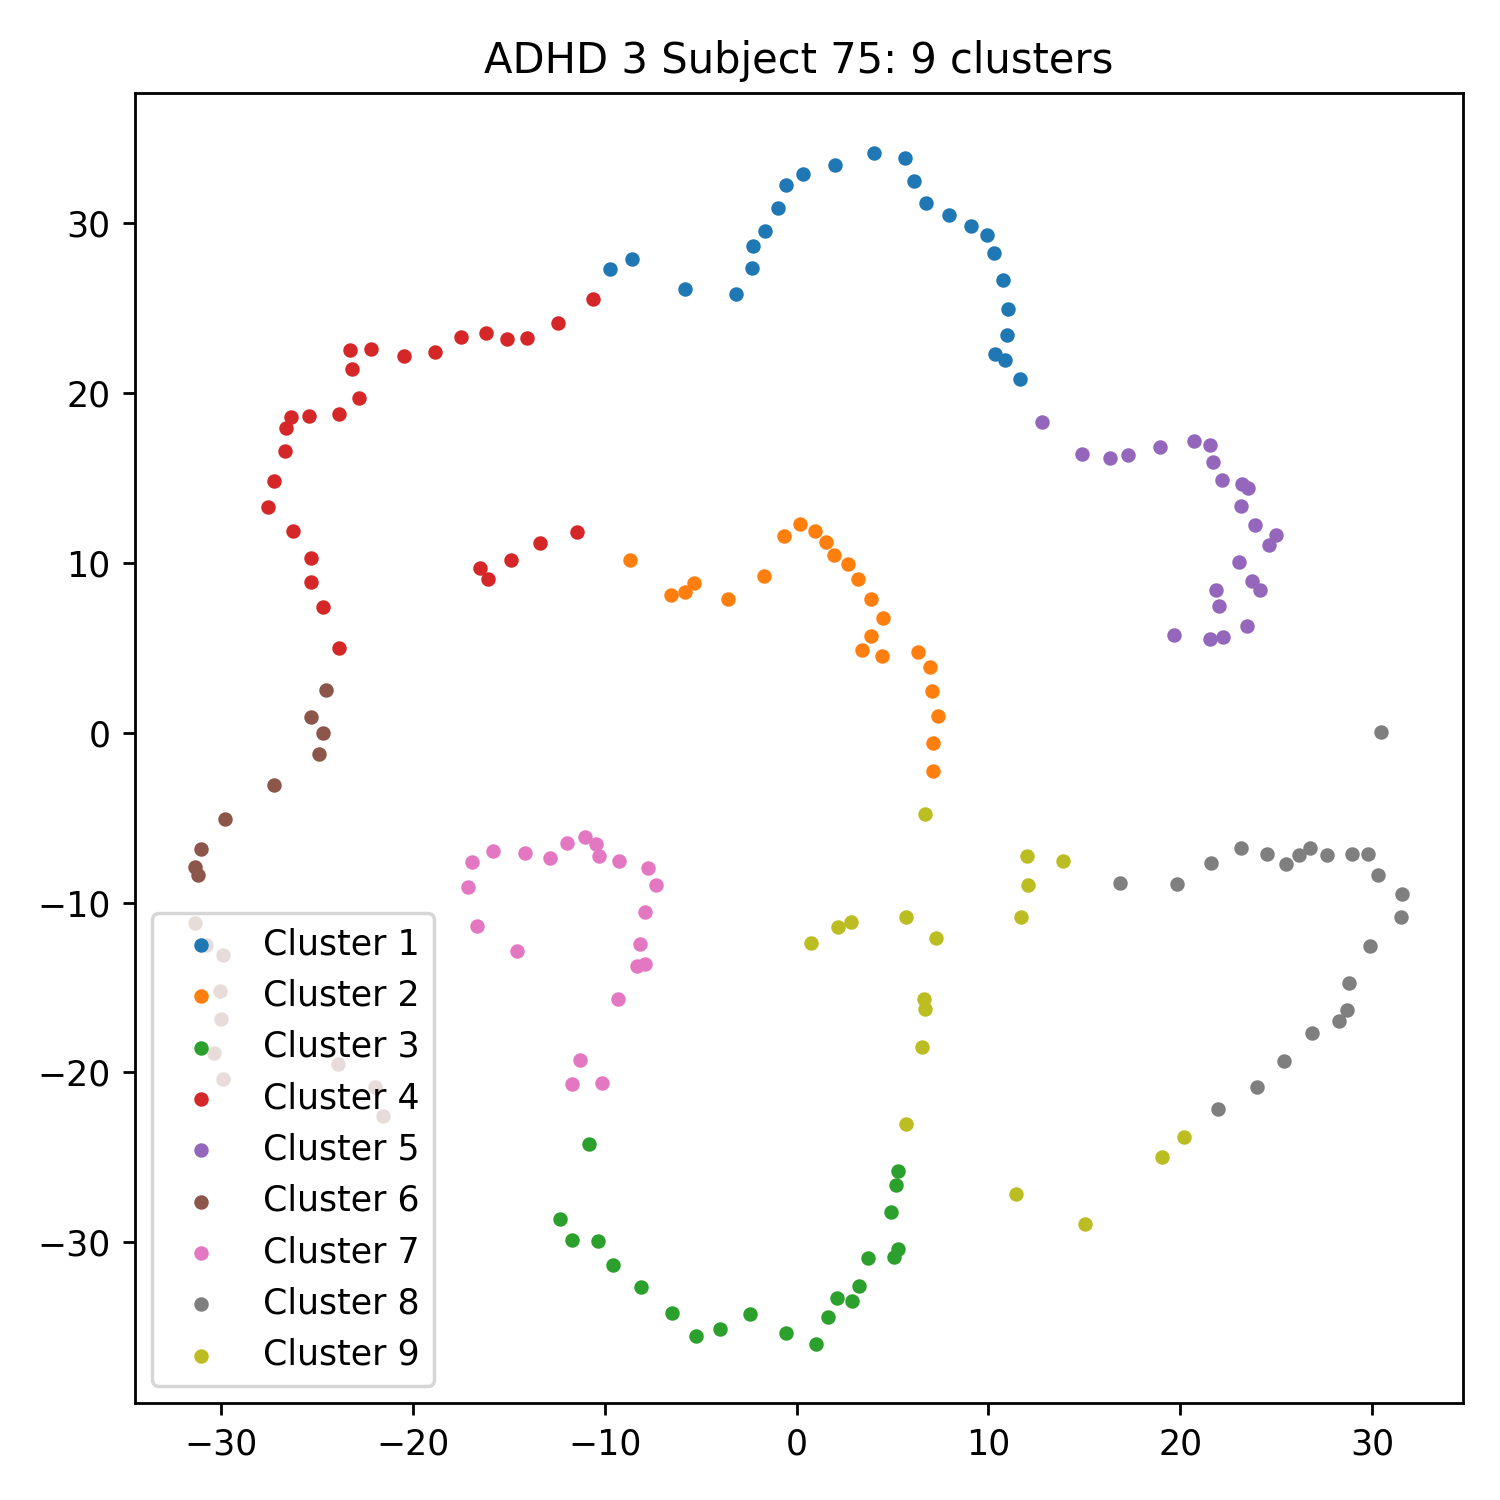 ADHD 3 Subject 75: 9 clusters
30
20
10
0
−10
−20
−30
Cluster 1
Cluster 2
Cluster 3
Cluster 4
Cluster 5
Cluster 6
Cluster 7
Cluster 8
Cluster 9
−30 −20 −10 0 10 20 30